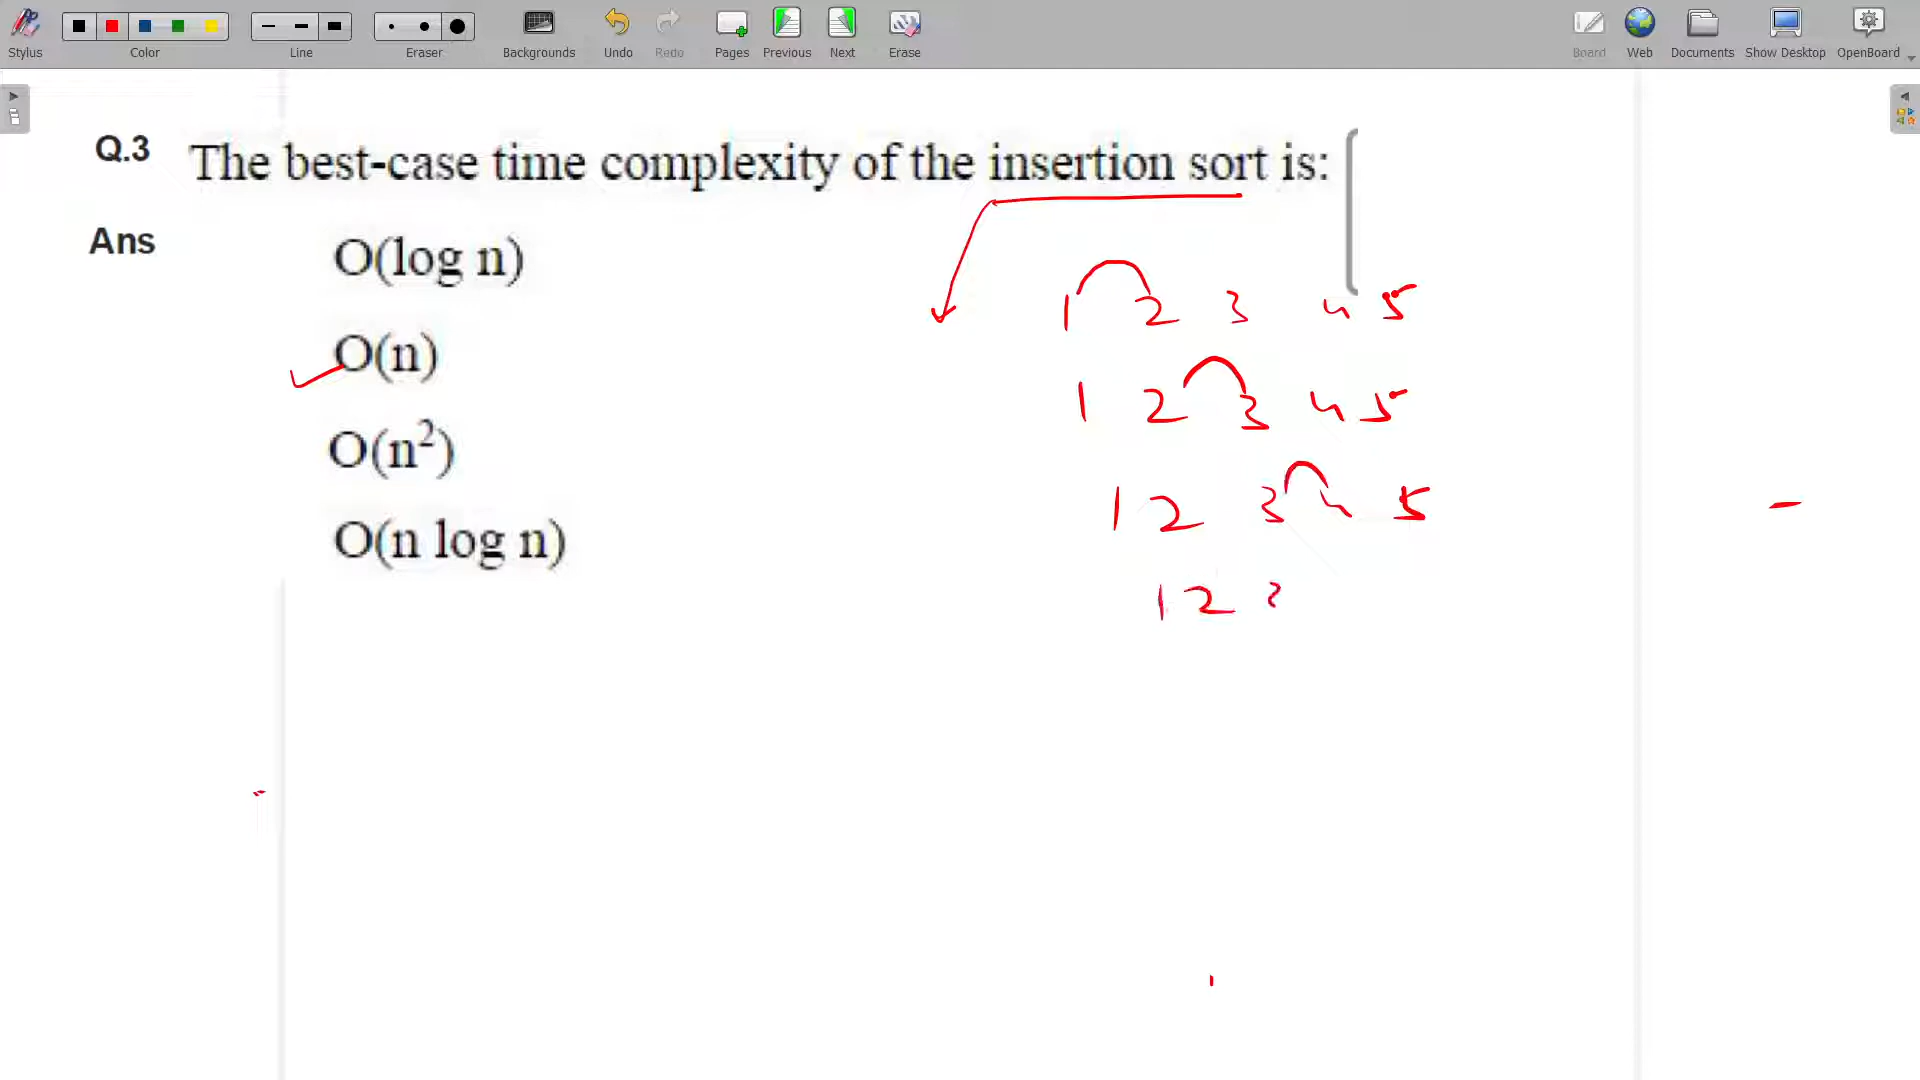 Stylus Color Line Eraser Backgrounds Undo Redo Pages Previous Next Erase Board Web Documents Show Desktop OpenBoard
Q.3 The best-case time complexity of the insertion sort is:
Ans
O(log n)
O(n)
O(n²)
O(n log n)
1 2 3 4 5
1 2 3 4 5
1 2 3 4 5
1 2